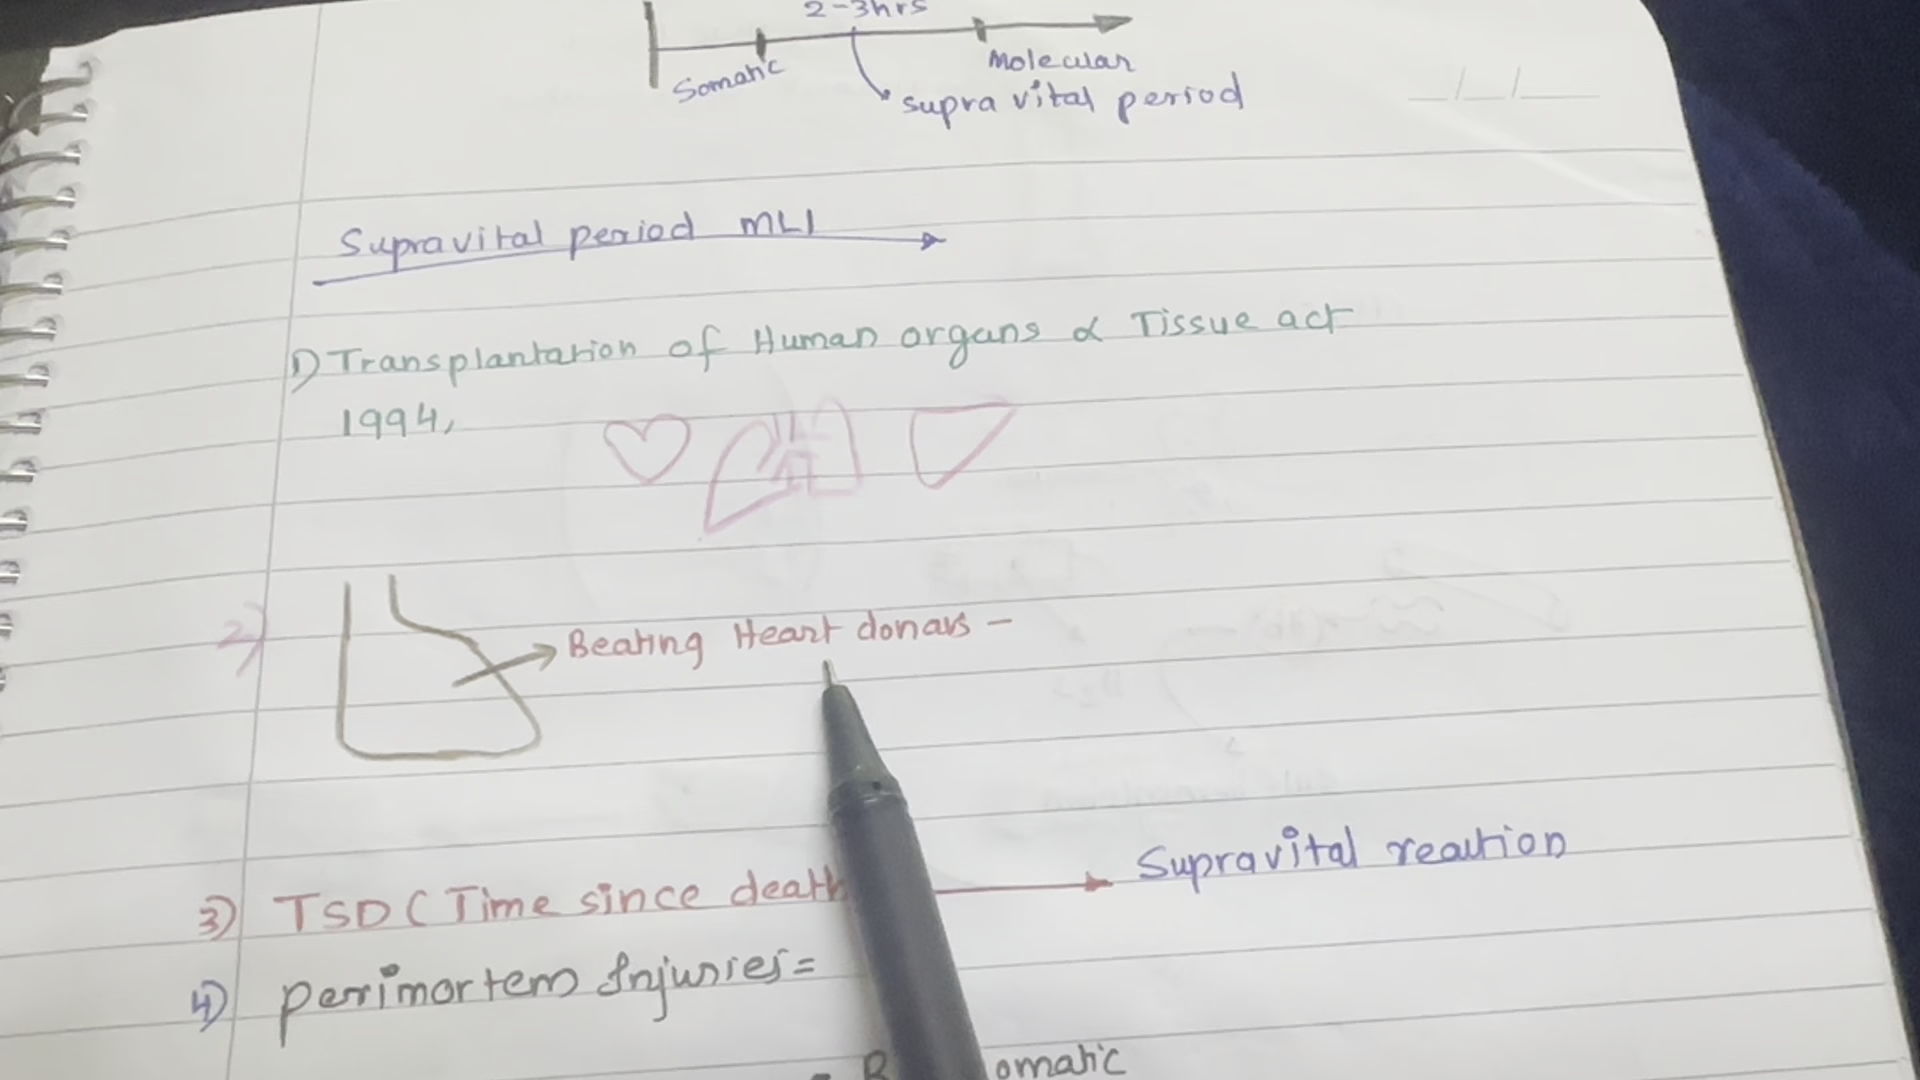 2-3hrs
Somatic
Molecular
supra vital period
Supravital period MLI
1) Transplantation of Human organs & Tissue act
1994,
2)
Beating Heart donars -
3) TSD ( Time since death
Supravital reaction
4) perimortem Injuries=
omatic